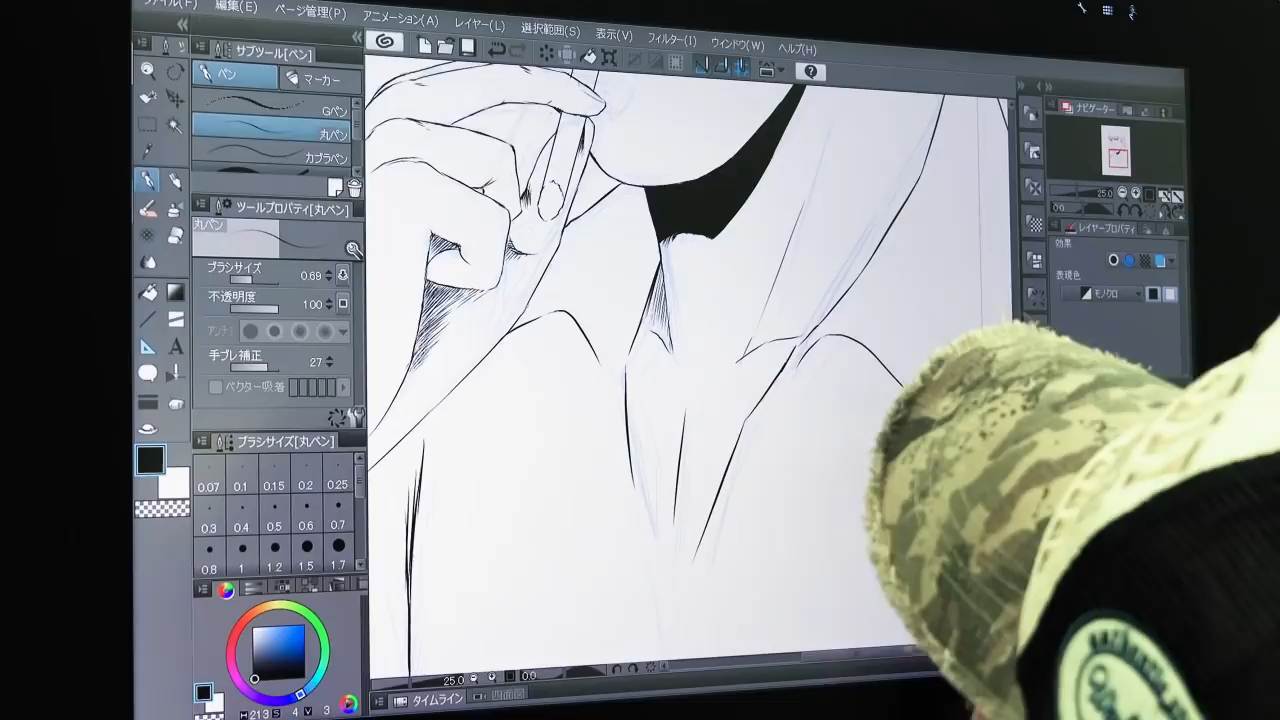 ファイル(F) 編集(E) ページ管理(P) アニメーション(A) レイヤー(L) 選択範囲(S) 表示(V) フィルター(I) ウィンドウ(W) ヘルプ(H)
サブツール[ペン]
ペン マーカー
Gペン
丸ペン
カブラペン
ツールプロパティ[丸ペン]
丸ペン
ブラシサイズ 0.69
不透明度 100
アンチ
手ブレ補正 27
ベクター吸着
ブラシサイズ[丸ペン]
0.07 0.1 0.15 0.2 0.25
0.3 0.4 0.5 0.6 0.7
0.8 1 1.2 1.5 1.7
H 213 S 4 V 3
25.0 0.0
タイムライン
ナビゲーター
25.0
0.0
レイヤープロパティ
効果
表現色
モノクロ